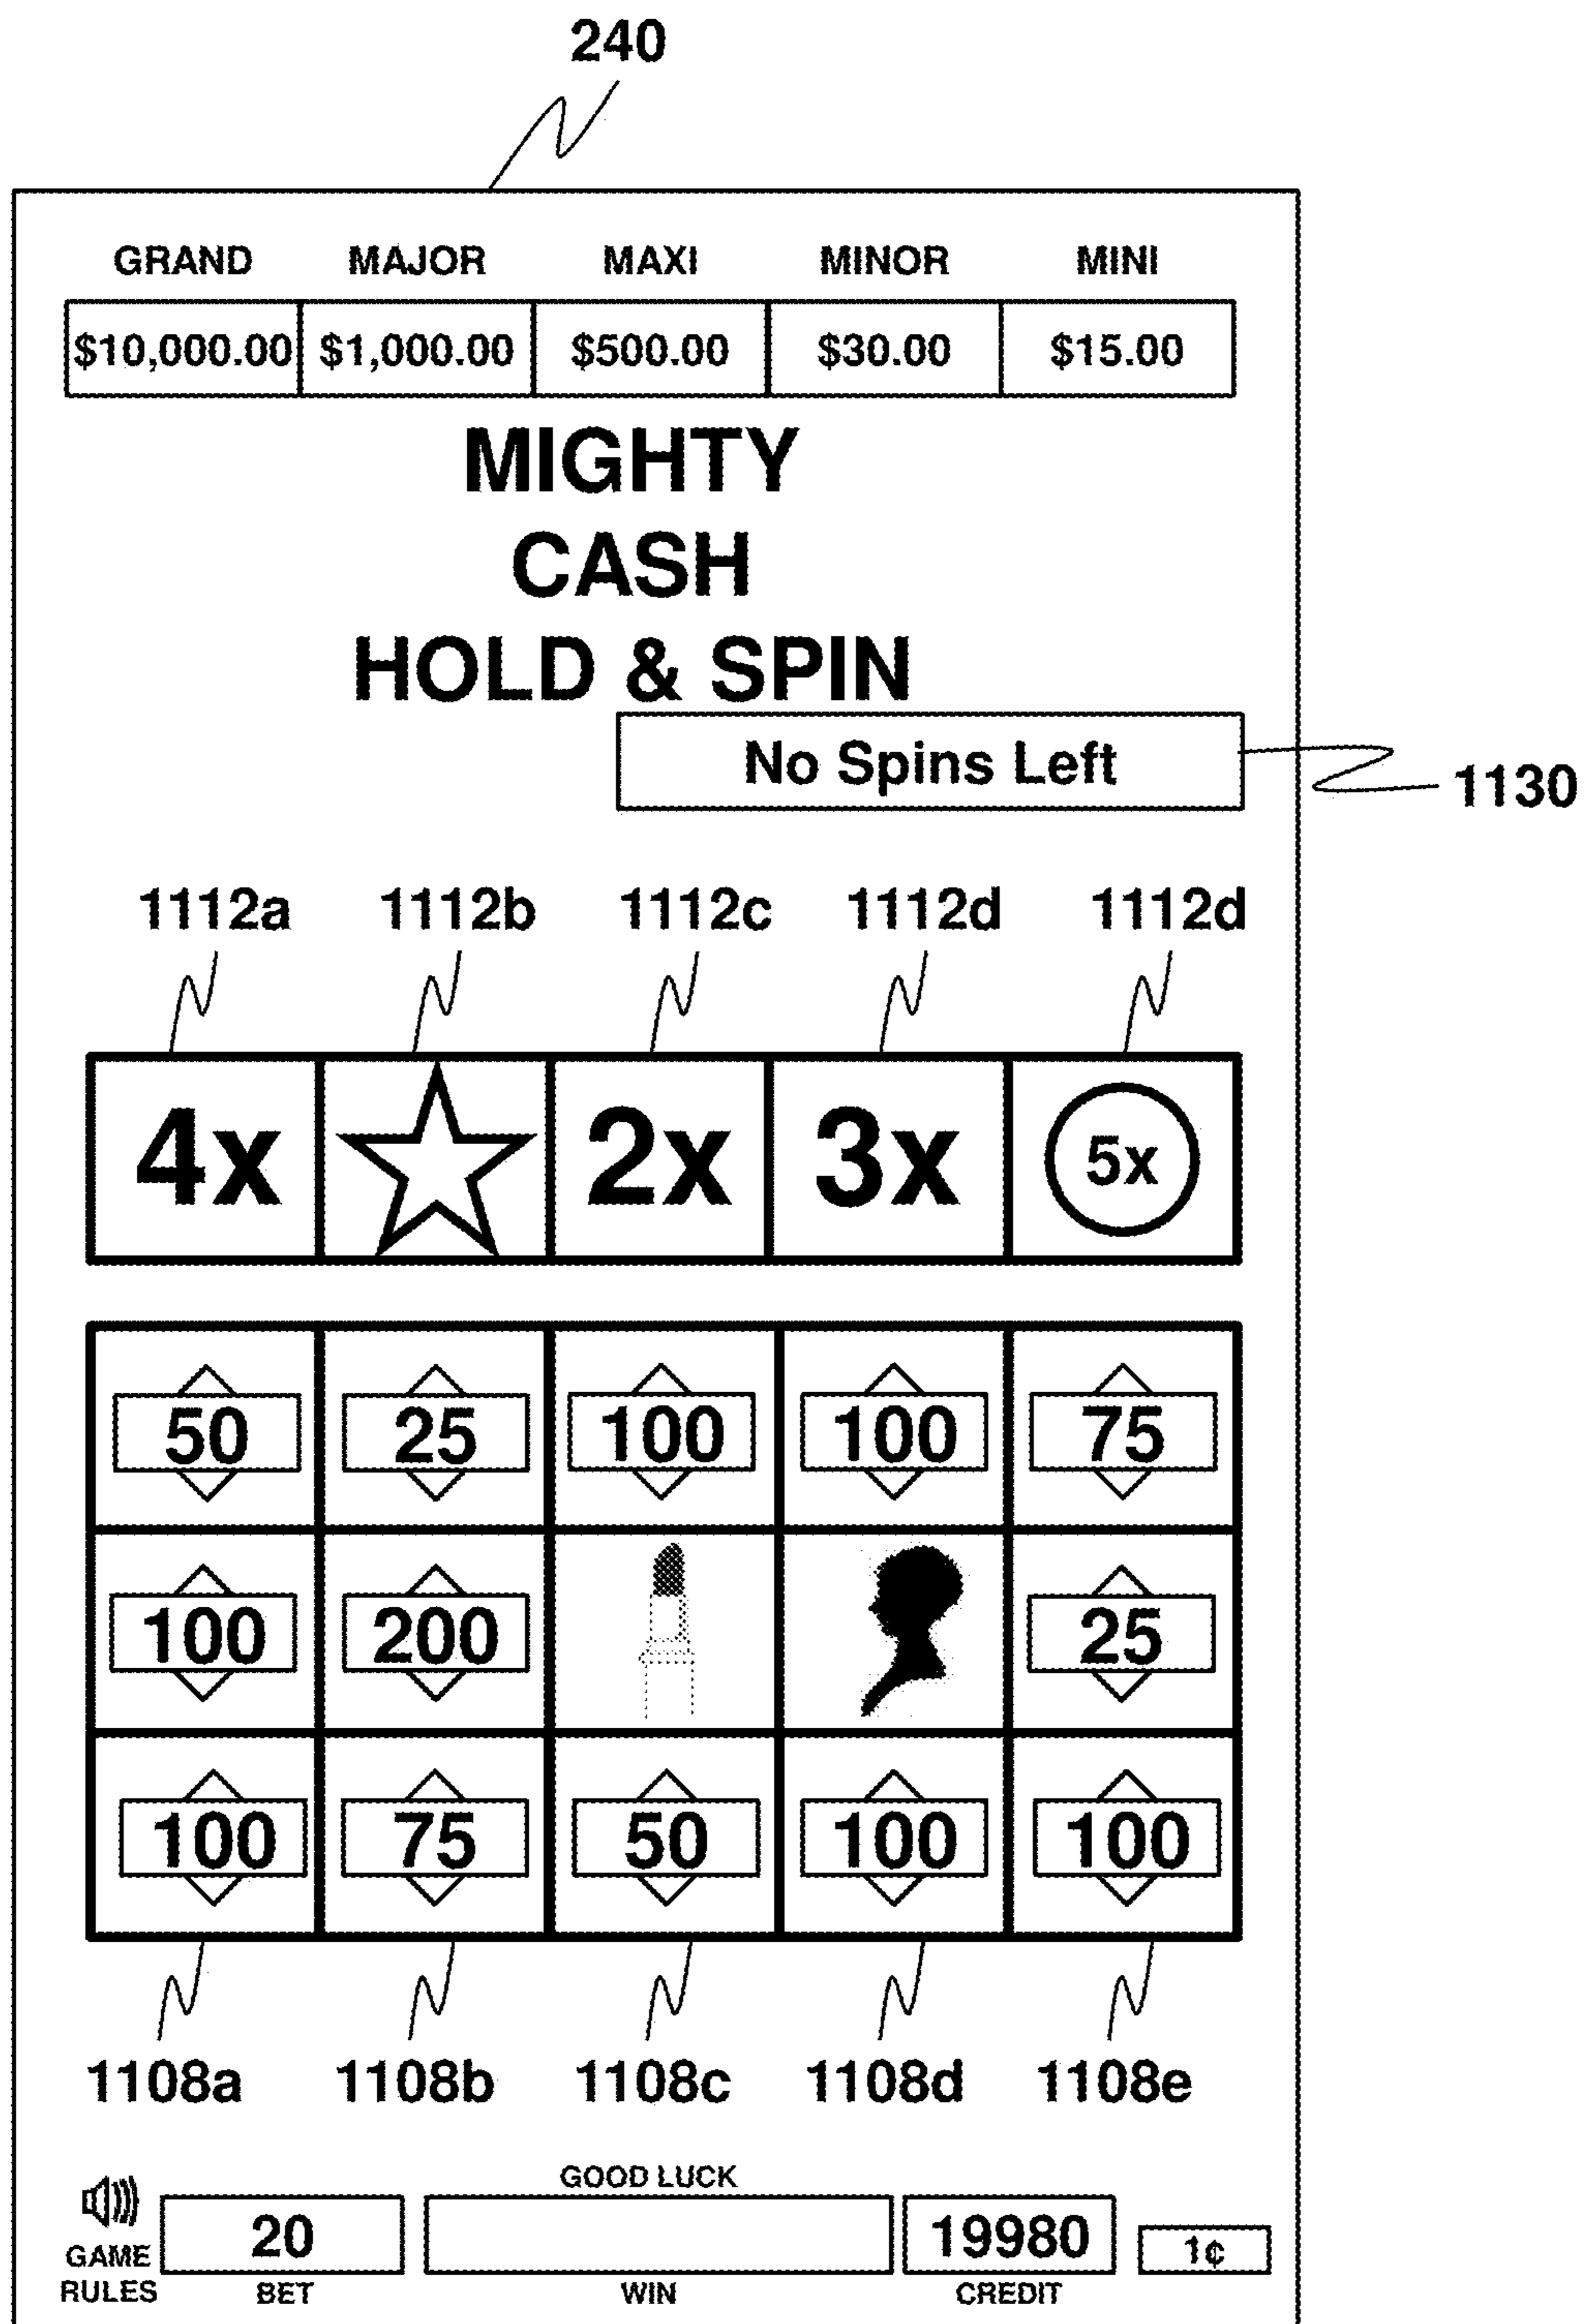 240
GRAND MAJOR MAXI MINOR MINI
$10,000.00 $1,000.00 $500.00 $30.00 $15.00
MIGHTY
CASH
HOLD & SPIN
No Spins Left
1130
1112a 1112b 1112c 1112d 1112d
4x 2x 3x 5x
50 25 100 100 75
100 200 25
100 75 50 100 100
1108a 1108b 1108c 1108d 1108e
GOOD LUCK
20 19980 1¢
GAME
RULES BET WIN CREDIT